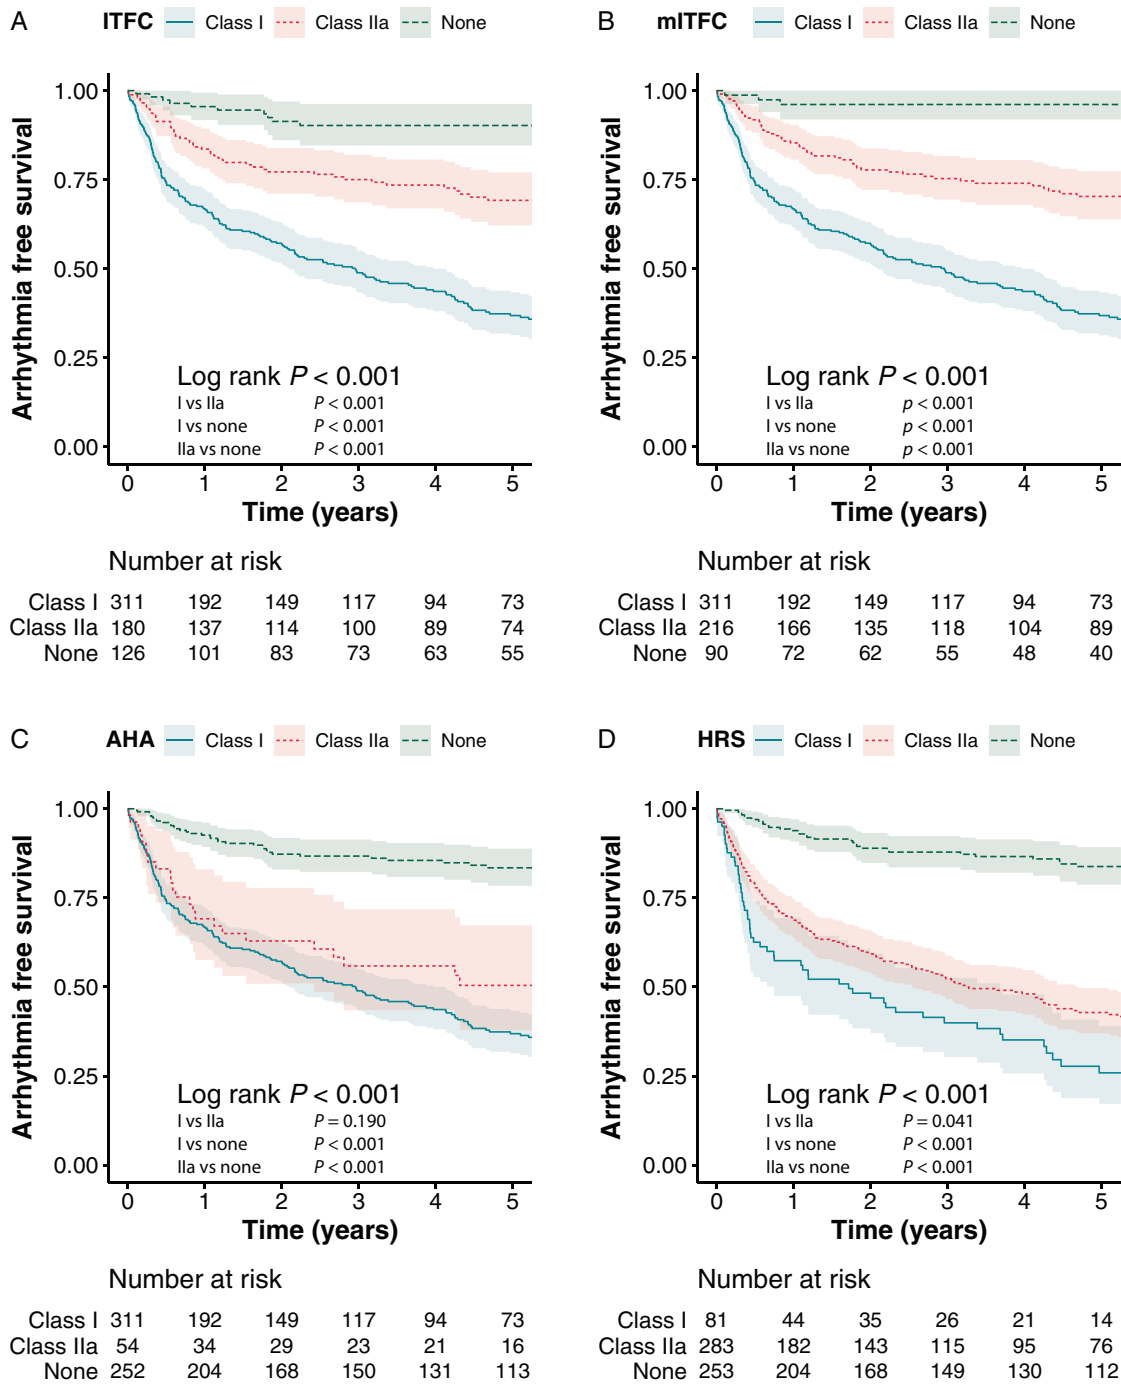 A ITFC Class I Class IIa None
Arrhythmia free survival
1.00
0.75
0.50
0.25
0.00
Log rank P < 0.001
I vs IIa P < 0.001
I vs none P < 0.001
IIa vs none P < 0.001
0 1 2 3 4 5
Time (years)
Number at risk
Class I 311 192 149 117 94 73
Class IIa 180 137 114 100 89 74
None 126 101 83 73 63 55
B mITFC Class I Class IIa None
Arrhythmia free survival
1.00
0.75
0.50
0.25
0.00
Log rank P < 0.001
I vs IIa p < 0.001
I vs none p < 0.001
IIa vs none p < 0.001
0 1 2 3 4 5
Time (years)
Number at risk
Class I 311 192 149 117 94 73
Class IIa 216 166 135 118 104 89
None 90 72 62 55 48 40
C AHA Class I Class IIa None
Arrhythmia free survival
1.00
0.75
0.50
0.25
0.00
Log rank P < 0.001
I vs IIa P = 0.190
I vs none P < 0.001
IIa vs none P < 0.001
0 1 2 3 4 5
Time (years)
Number at risk
Class I 311 192 149 117 94 73
Class IIa 54 34 29 23 21 16
None 252 204 168 150 131 113
D HRS Class I Class IIa None
Arrhythmia free survival
1.00
0.75
0.50
0.25
0.00
Log rank P < 0.001
I vs IIa P = 0.041
I vs none P < 0.001
IIa vs none P < 0.001
0 1 2 3 4 5
Time (years)
Number at risk
Class I 81 44 35 26 21 14
Class IIa 283 182 143 115 95 76
None 253 204 168 149 130 112